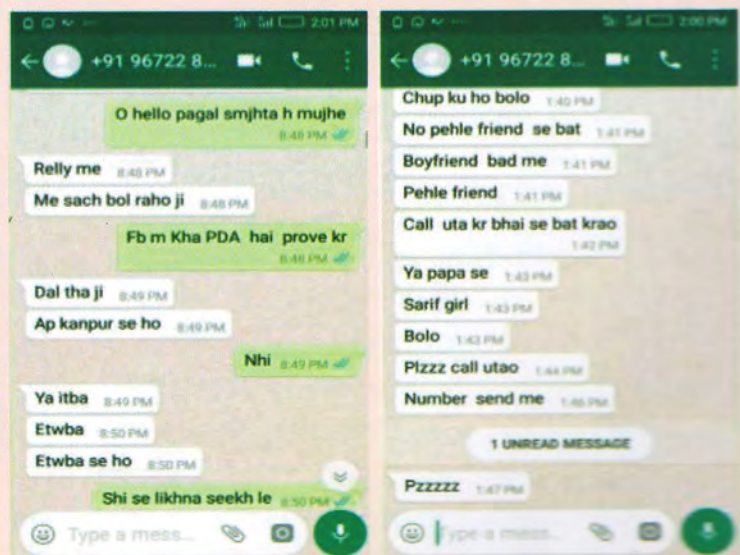 2:01 PM
+91 96722 8...
O hello pagal smjhta h mujhe
8:48 PM
Relly me 8:48 PM
Me sach bol raho ji 8:48 PM
Fb m Kha PDA hai prove kr
8:48 PM
Dal tha ji 8:49 PM
Ap kanpur se ho 8:49 PM
Nhi 8:49 PM
Ya itba 8:49 PM
Etwba 8:50 PM
Etwba se ho 8:50 PM
Shi se likhna seekh le 8:50 PM
Type a mess...
2:00 PM
+91 96722 8...
Chup ku ho bolo 1:40 PM
No pehle friend se bat 1:41 PM
Boyfriend bad me 1:41 PM
Pehle friend 1:41 PM
Call uta kr bhai se bat krao
1:42 PM
Ya papa se 1:43 PM
Sarif girl 1:43 PM
Bolo 1:43 PM
Plzzz call utao 1:44 PM
Number send me 1:46 PM
1 UNREAD MESSAGE
Pzzzzz 1:47 PM
Type a mess...